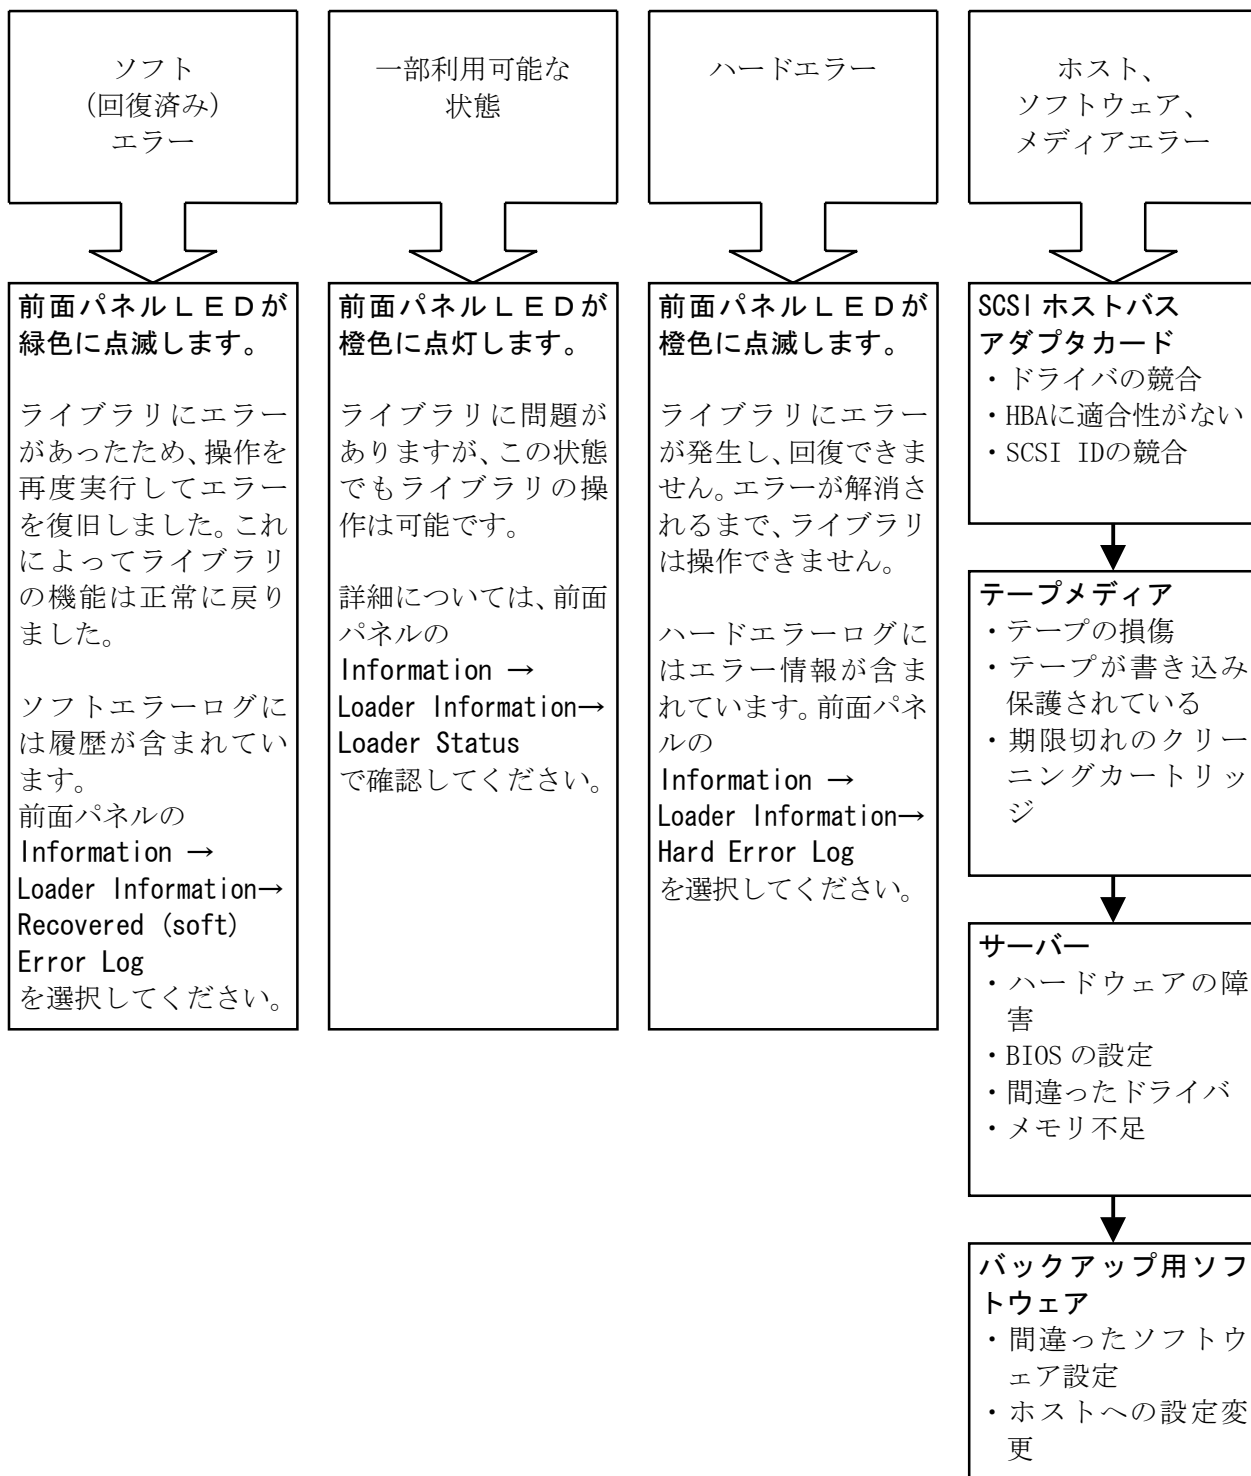 ソフト
(回復済み)
エラー
一部利用可能な
状態
ハードエラー
ホスト、
ソフトウェア、
メディアエラー
前面パネルＬＥＤが
緑色に点滅します。
ライブラリにエラー
があったため、操作を
再度実行してエラー
を復旧しました。これ
によってライブラリ
の機能は正常に戻り
ました。
ソフトエラーログに
は履歴が含まれてい
ます。
前面パネルの
Information →
Loader Information→
Recovered (soft)
Error Log
を選択してください。
前面パネルＬＥＤが
橙色に点灯します。
ライブラリに問題が
ありますが、この状態
でもライブラリの操
作は可能です。
詳細については、前面
パネルの
Information →
Loader Information→
Loader Status
で確認してください。
前面パネルＬＥＤが
橙色に点滅します。
ライブラリにエラー
が発生し、回復できま
せん。エラーが解消さ
れるまで、ライブラリ
は操作できません。
ハードエラーログに
はエラー情報が含ま
れています。前面パネ
ルの
Information →
Loader Information→
Hard Error Log
を選択してください。
SCSI ホストバス
アダプタカード
・ドライバの競合
・HBAに適合性がない
・SCSI IDの競合
テープメディア
・テープの損傷
・テープが書き込み
保護されている
・期限切れのクリー
ニングカートリッ
ジ
サーバー
・ハードウェアの障
害
・BIOS の設定
・間違ったドライバ
・メモリ不足
バックアップ用ソフ
トウェア
・間違ったソフトウ
ェア設定
・ホストへの設定変
更